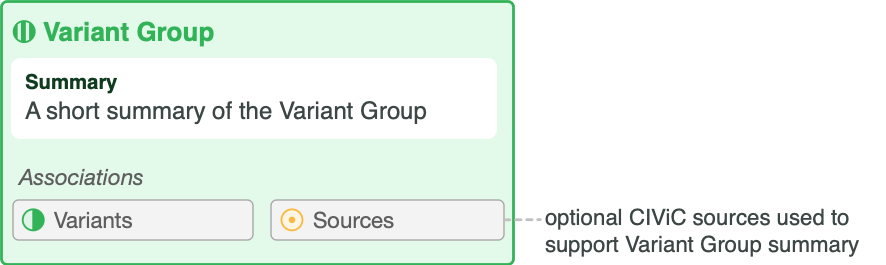 Variant Group
Summary
A short summary of the Variant Group
Associations
Variants
Sources
optional CIViC sources used to
support Variant Group summary